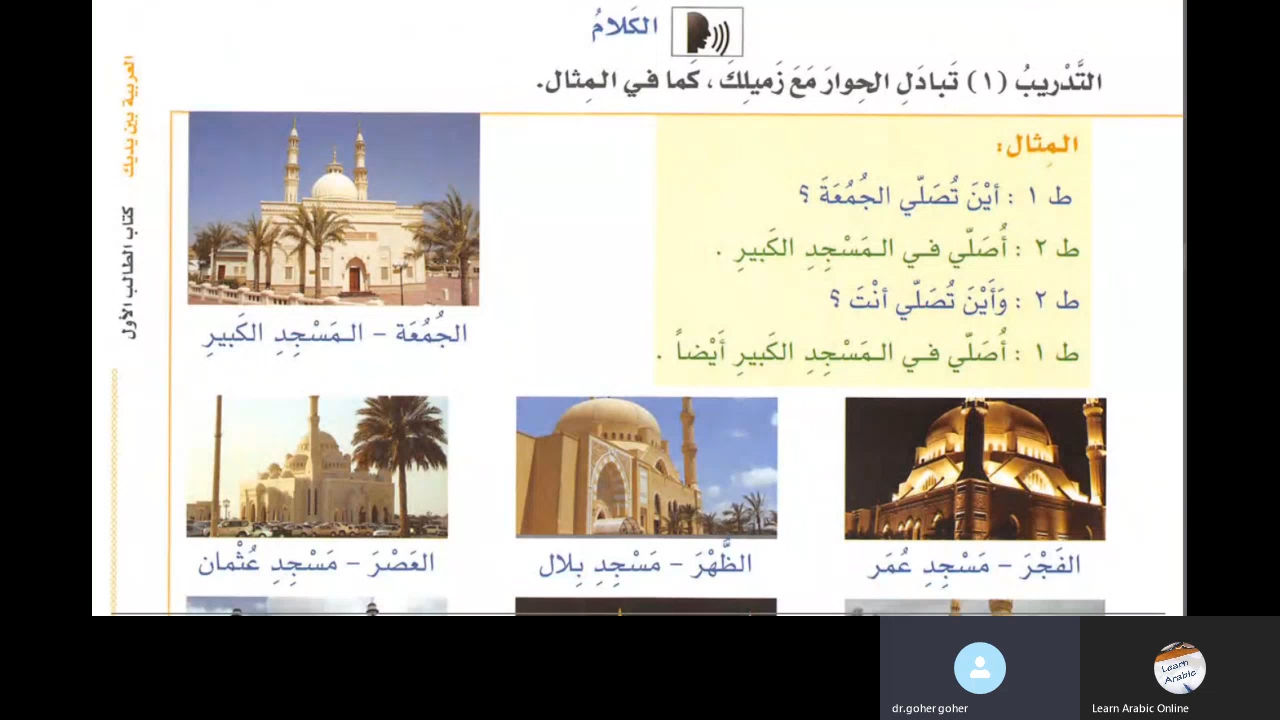 الكَلامُ
التَّدْريبُ (١) تَبادَلِ الحِوارَ مَعَ زَميلِكَ ، كَما في المِثال.
المِثال:
ط ١ : أَيْنَ تُصَلّي الجُمُعَةَ ؟
ط ٢ : أُصَلّي في المَسْجِدِ الكَبيرِ .
ط ٢ : وَأَيْنَ تُصَلّي أنْتَ ؟
ط ١ : أُصَلّي في المَسْجِدِ الكَبيرِ أَيْضاً .
الجُمُعَة – المَسْجِدِ الكَبيرِ
الفَجْرَ – مَسْجِدِ عُمَر
الظُّهْرَ – مَسْجِدِ بِلال
العَصْرَ – مَسْجِدِ عُثْمان
العربية بين يديك
كتاب الطالب الأول
Learn Arabic
dr.goher goher
Learn Arabic Online